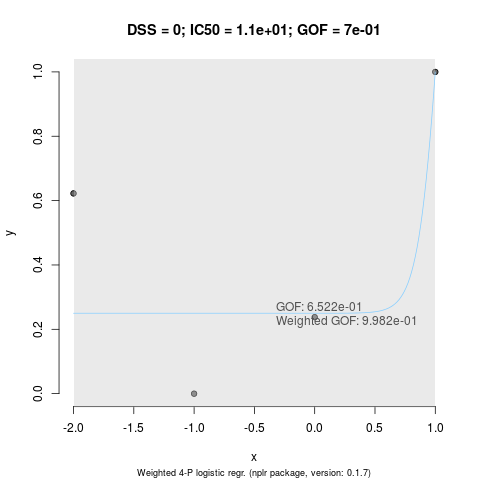 DSS = 0; IC50 = 1.1e+01; GOF = 7e-01
1.0
0.8
0.6
0.4
0.2
0.0
y
GOF: 6.522e-01
Weighted GOF: 9.982e-01
-2.0 -1.5 -1.0 -0.5 0.0 0.5 1.0
x
Weighted 4-P logistic regr. (nplr package, version: 0.1.7)